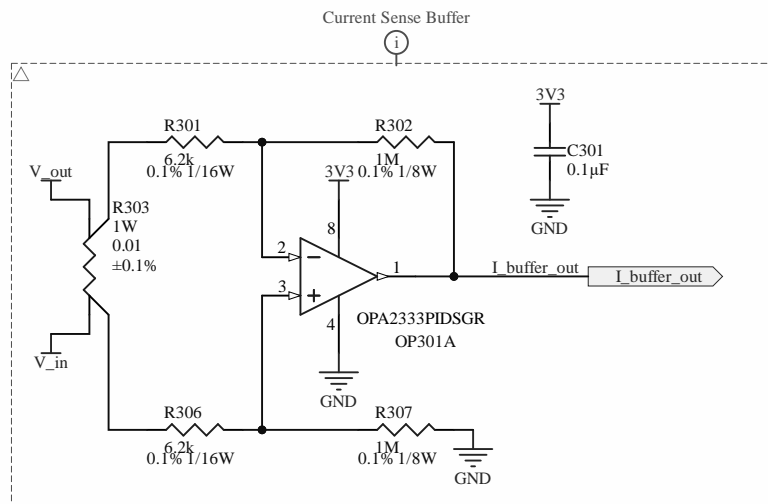 Current Sense Buffer
i
3V3
C301
0.1µF
GND
R301
6.2k
0.1% 1/16W
R302
1M
0.1% 1/8W
V_out
R303
1W
0.01
±0.1%
V_in
3V3
8
2
3
1
4
I_buffer_out
I_buffer_out
OPA2333PIDSGR
OP301A
GND
R306
6.2k
0.1% 1/16W
R307
1M
0.1% 1/8W
GND